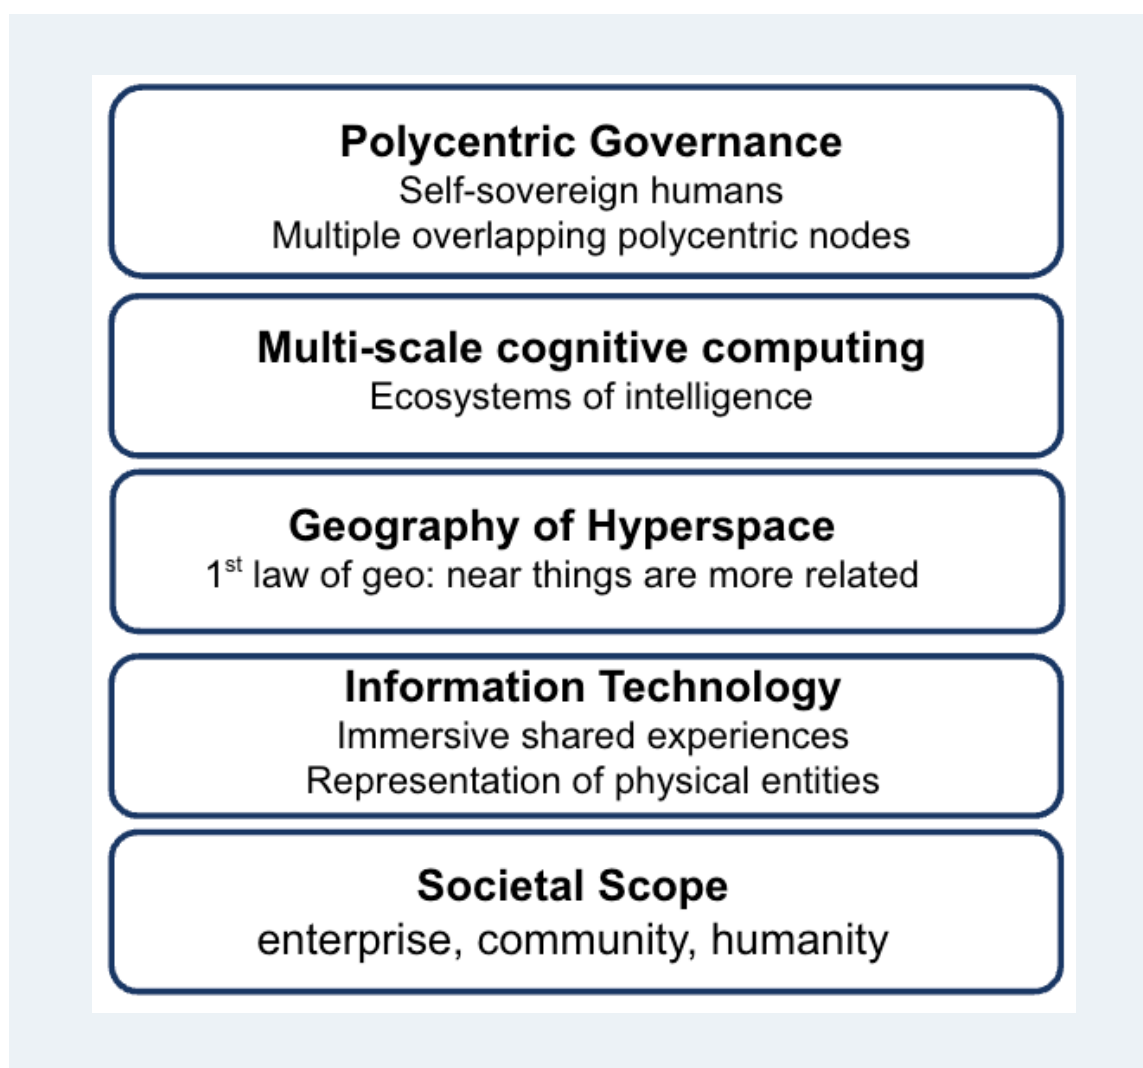 Polycentric Governance
Self-sovereign humans
Multiple overlapping polycentric nodes
Multi-scale cognitive computing
Ecosystems of intelligence
Geography of Hyperspace
1st law of geo: near things are more related
Information Technology
Immersive shared experiences
Representation of physical entities
Societal Scope
enterprise, community, humanity